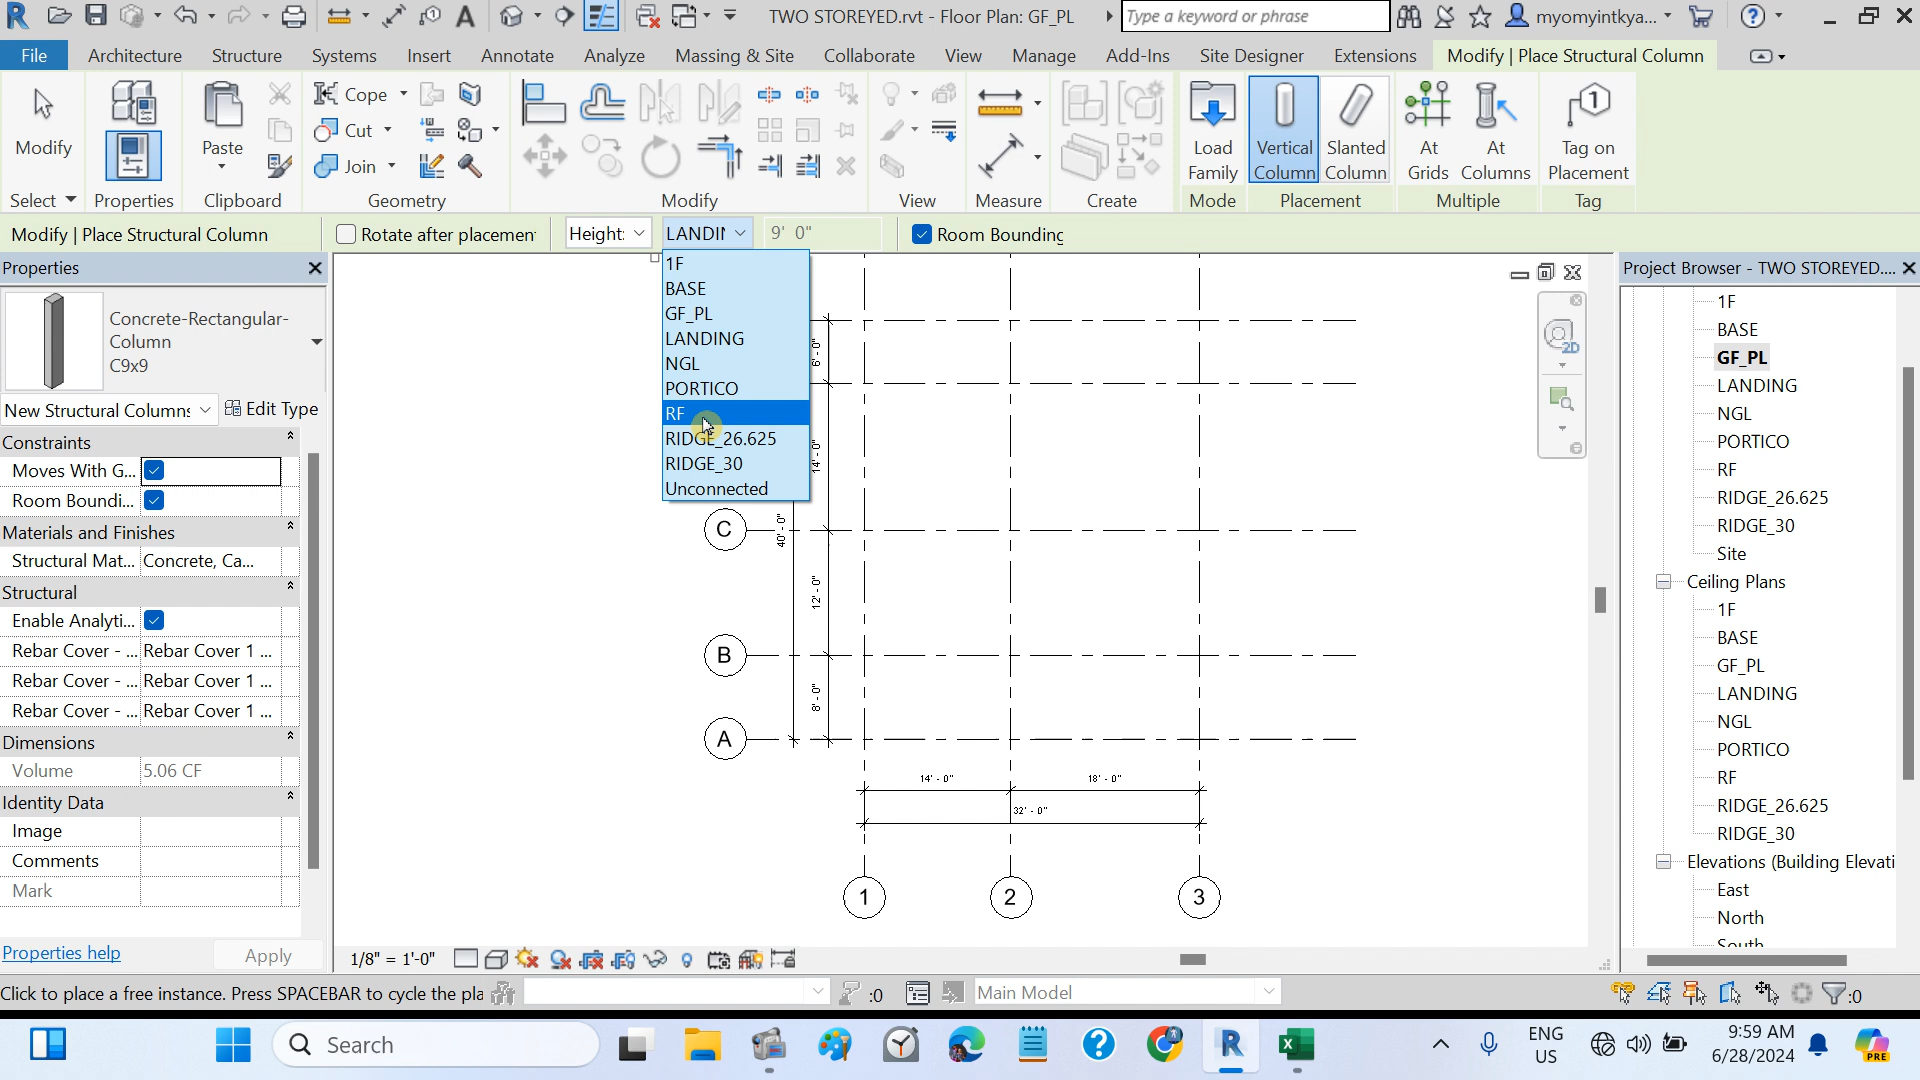 TWO STOREYED.rvt - Floor Plan: GF_PL
Type a keyword or phrase
myomyintkya...
File
Architecture
Structure
Systems
Insert
Annotate
Analyze
Massing & Site
Collaborate
View
Manage
Add-Ins
Site Designer
Extensions
Modify | Place Structural Column
Modify
Paste
Cope
Cut
Join
Load Family
Vertical Column
Slanted Column
At Grids
At Columns
Tag on Placement
Select
Properties
Clipboard
Geometry
Modify
View
Measure
Create
Mode
Placement
Multiple
Tag
Modify | Place Structural Column
Rotate after placement
Height:
LANDIN
9' 0"
Room Bounding
1F
BASE
GF_PL
LANDING
NGL
PORTICO
RF
RIDGE_26.625
RIDGE_30
Unconnected
Properties
Concrete-Rectangular-
Column
C9x9
New Structural Columns
Edit Type
Constraints
Moves With G...
Room Boundi...
Materials and Finishes
Structural Mat... Concrete, Ca...
Structural
Enable Analyti...
Rebar Cover - ... Rebar Cover 1 ...
Rebar Cover - ... Rebar Cover 1 ...
Rebar Cover - ... Rebar Cover 1 ...
Dimensions
Volume 5.06 CF
Identity Data
Image
Comments
Mark
Properties help
Apply
6' - 0"
14' - 0"
40' - 0"
12' - 0"
8' - 0"
C
B
A
14' - 0"
18' - 0"
32' - 0"
1
2
3
2D
Project Browser - TWO STOREYED....
1F
BASE
GF_PL
LANDING
NGL
PORTICO
RF
RIDGE_26.625
RIDGE_30
Site
Ceiling Plans
1F
BASE
GF_PL
LANDING
NGL
PORTICO
RF
RIDGE_26.625
RIDGE_30
Elevations (Building Elevati
East
North
South
1/8" = 1'-0"
Click to place a free instance. Press SPACEBAR to cycle the pla
:0
Main Model
:0
Search
ENG
US
9:59 AM
6/28/2024
PRE